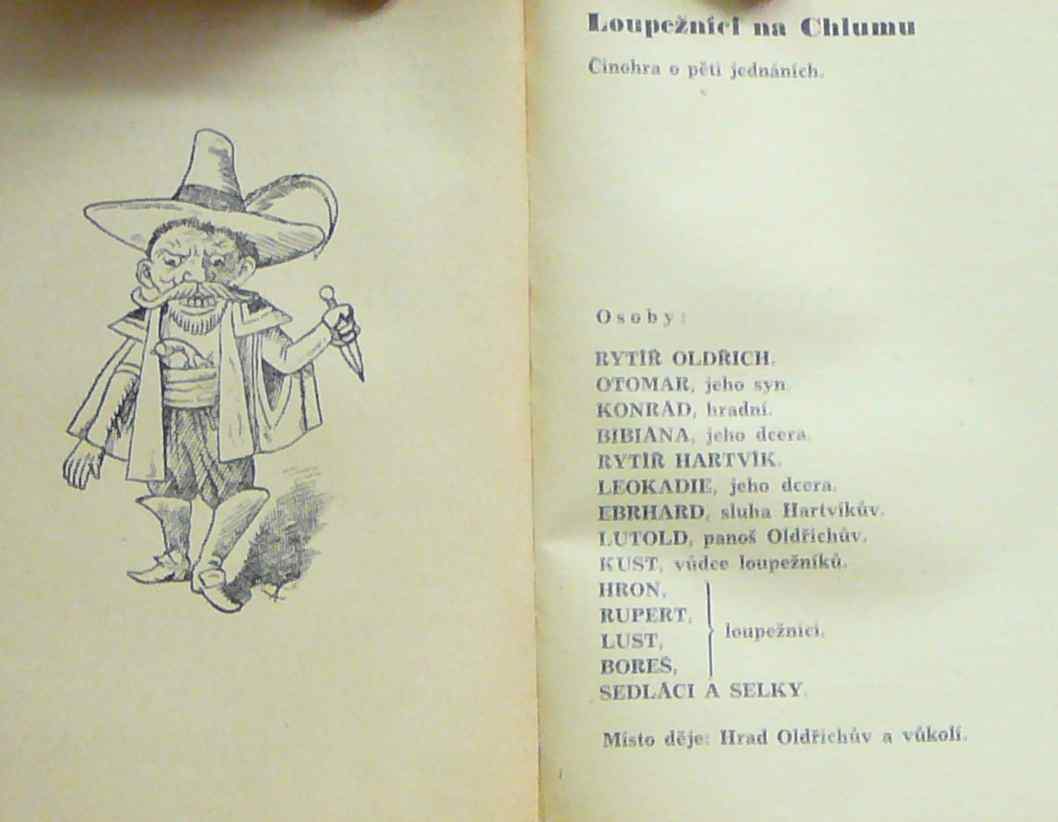 Loupežníci na Chlumu
Činohra o pěti jednáních.
Osoby:
RYTÍŘ OLDŘICH.
OTOMAR, jeho syn.
KONRÁD, hradní.
BIBIANA, jeho dcera.
RYTÍŘ HARTVÍK.
LEOKADIE, jeho dcera.
EBRHARD, sluha Hartvíkův.
LUTOLD, panoš Oldřichův.
KUST, vůdce loupežníků.
HRON,
RUPERT,
LUST,
BOREŠ,
loupežníci.
SEDLÁCI A SELKY.
Místo děje: Hrad Oldřichův a vůkolí.